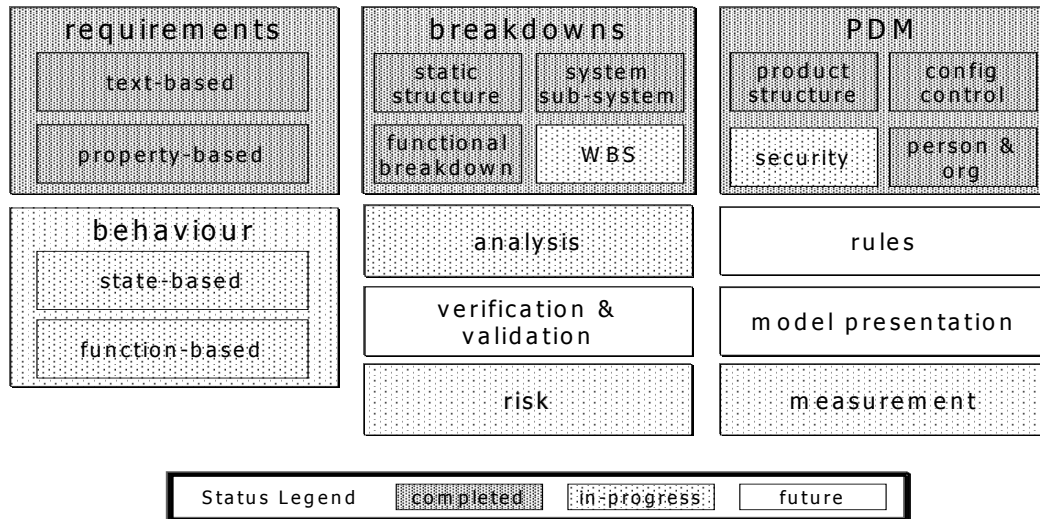 requirements
text-based
property-based
behaviour
state-based
function-based
breakdowns
static
structure
system
sub-system
functional
breakdown
WBS
analysis
verification &
validation
risk
PDM
product
structure
config
control
security
person &
org
rules
model presentation
measurement
Status Legend
completed
in-progress
future